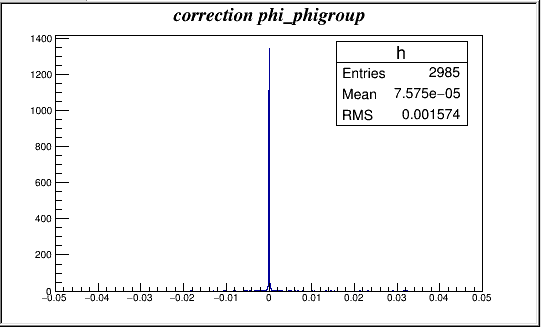 correction phi_phigroup
h
Entries 2985
Mean 7.575e−05
RMS 0.001574
1400
1200
1000
800
600
400
200
0
−0.05 −0.04 −0.03 −0.02 −0.01 0 0.01 0.02 0.03 0.04 0.05